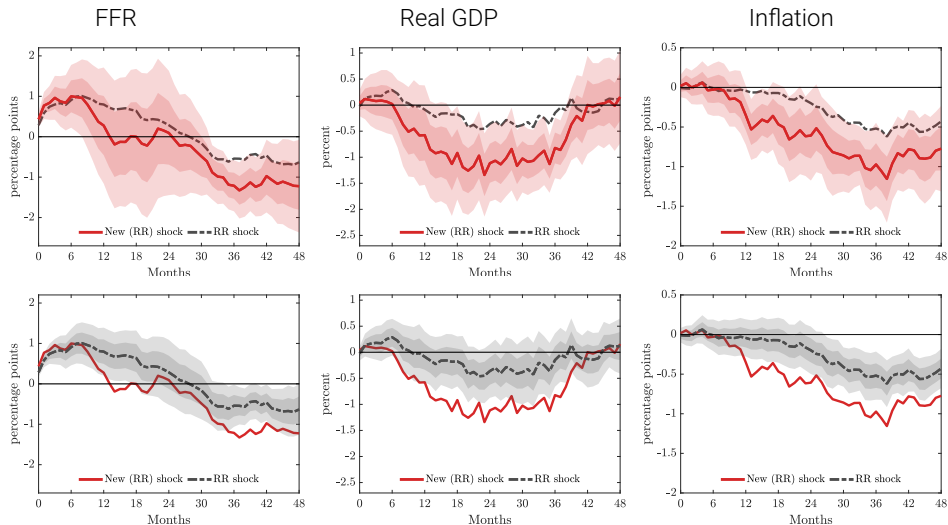 FFR
Real GDP
Inflation
percentage points
2
1
0
-1
-2
New (RR) shock
RR shock
0 6 12 18 24 30 36 42 48
Months
percent
1
0.5
0
-0.5
-1
-1.5
-2
-2.5
New (RR) shock
RR shock
0 6 12 18 24 30 36 42 48
Months
percentage points
0.5
0
-0.5
-1
-1.5
-2
New (RR) shock
RR shock
0 6 12 18 24 30 36 42 48
Months
percentage points
2
1
0
-1
-2
New (RR) shock
RR shock
0 6 12 18 24 30 36 42 48
Months
percent
1
0.5
0
-0.5
-1
-1.5
-2
-2.5
New (RR) shock
RR shock
0 6 12 18 24 30 36 42 48
Months
percentage points
0.5
0
-0.5
-1
-1.5
-2
New (RR) shock
RR shock
0 6 12 18 24 30 36 42 48
Months